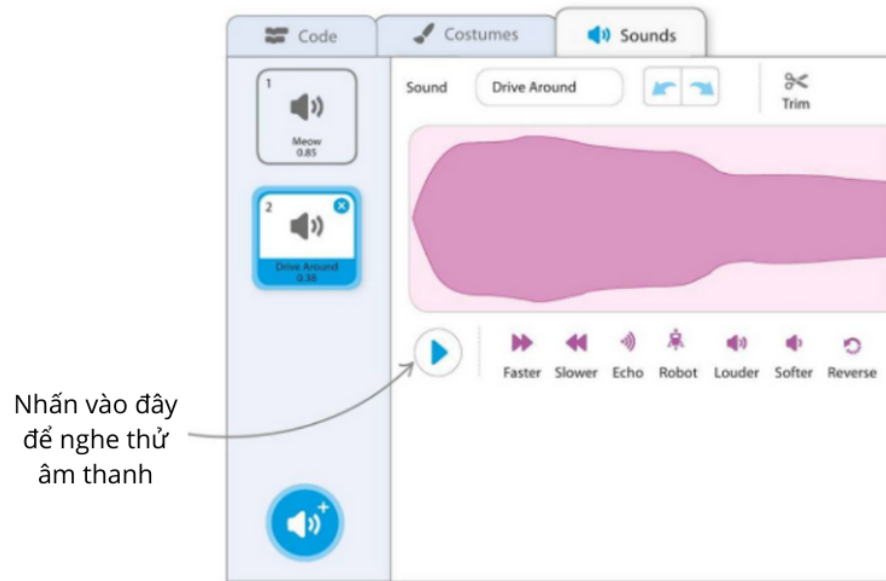 Code
Costumes
Sounds
1
Meow
0.85
2
Drive Around
0.38
Sound
Drive Around
Trim
Faster
Slower
Echo
Robot
Louder
Softer
Reverse
Nhấn vào đây
để nghe thử
âm thanh